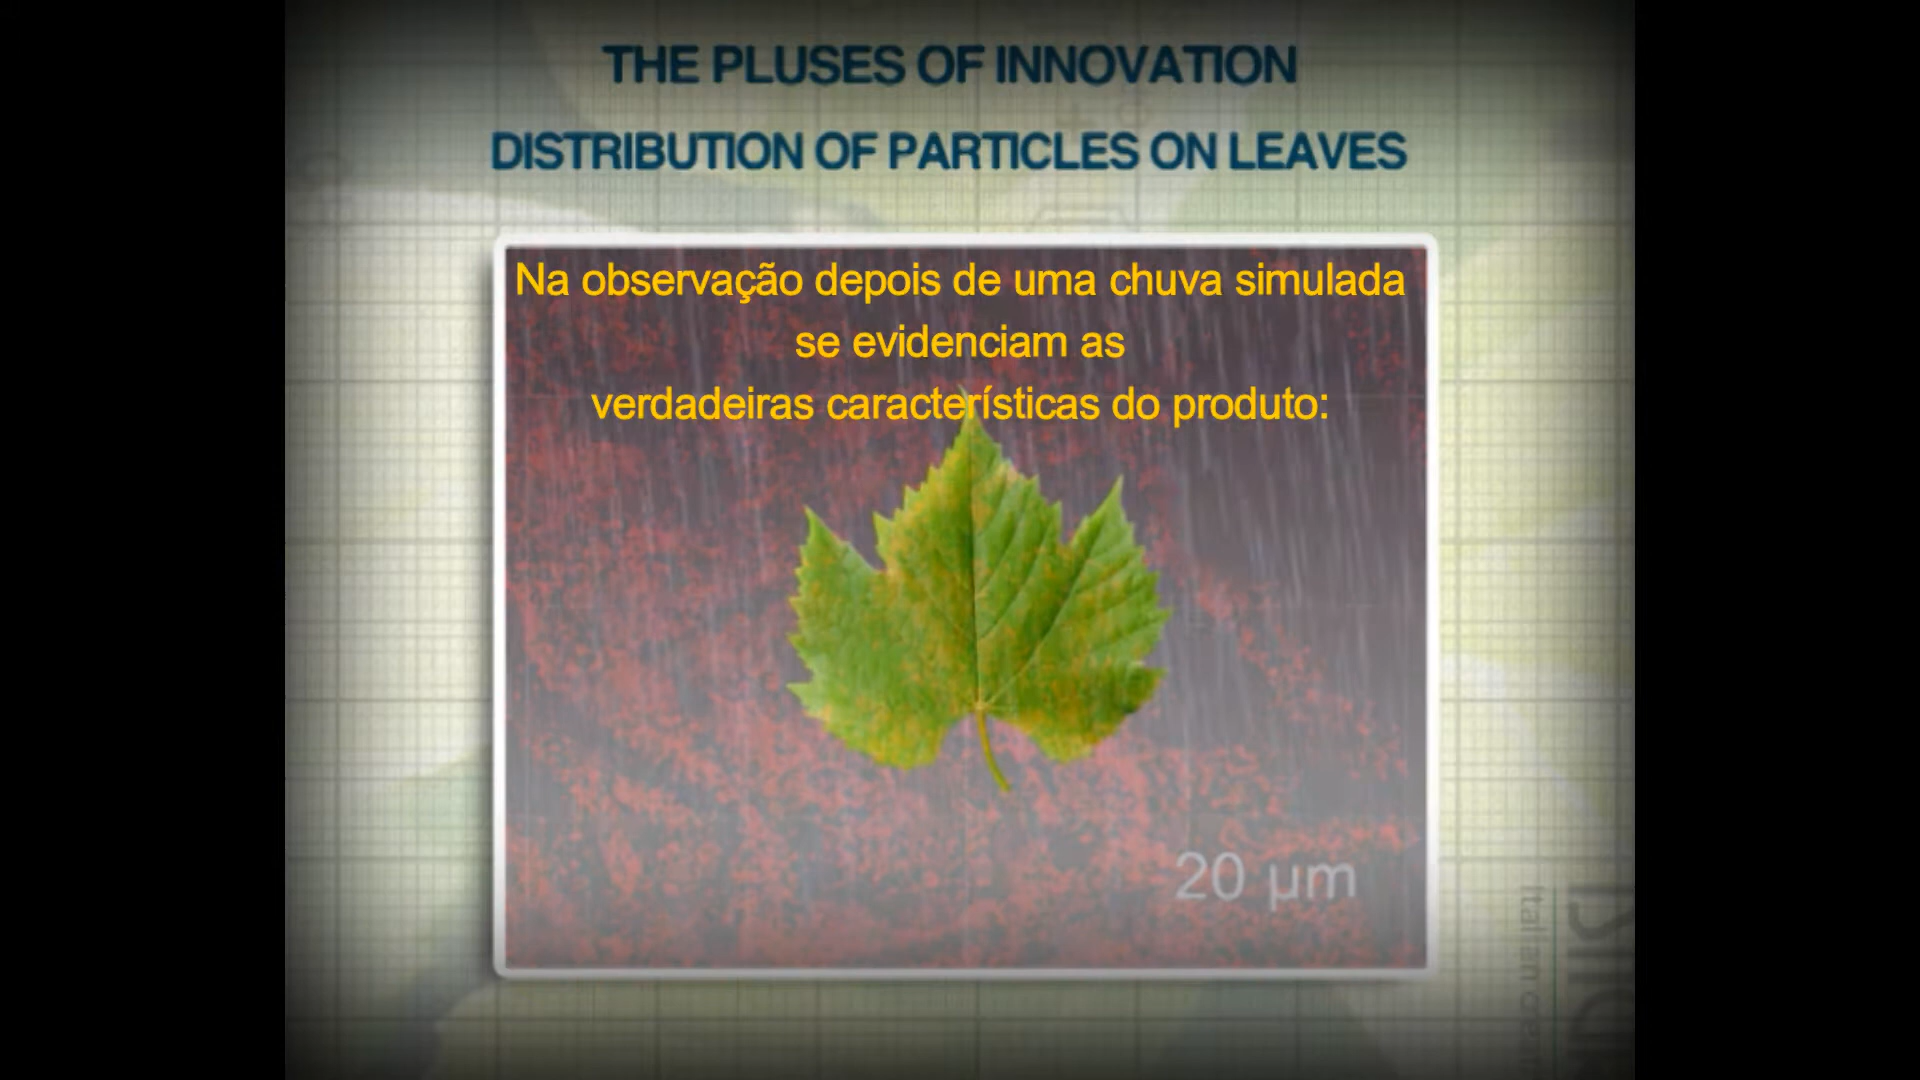 THE PLUSES OF INNOVATION
DISTRIBUTION OF PARTICLES ON LEAVES
Na observação depois de uma chuva simulada
se evidenciam as
verdadeiras características do produto:
20 µm
Italian